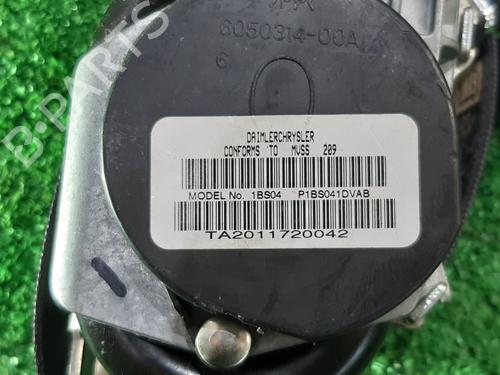 6050314-00A
6
DAIMLERCHRYSLER
CONFORMS TO MVSS 209
MODEL No. 1BS04 P1BS041DVAB
TA2011720042
B-PARTS